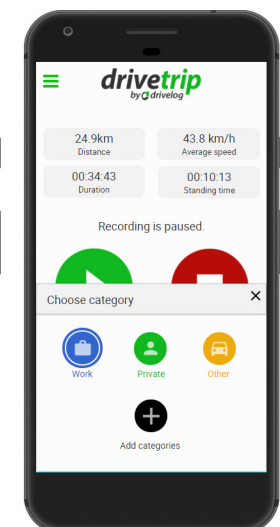 drivetrip
by drivelog
24.9km
Distance
43.8 km/h
Average speed
00:34:43
Duration
00:10:13
Standing time
Recording is paused.
Choose category
Work
Private
Other
Add categories